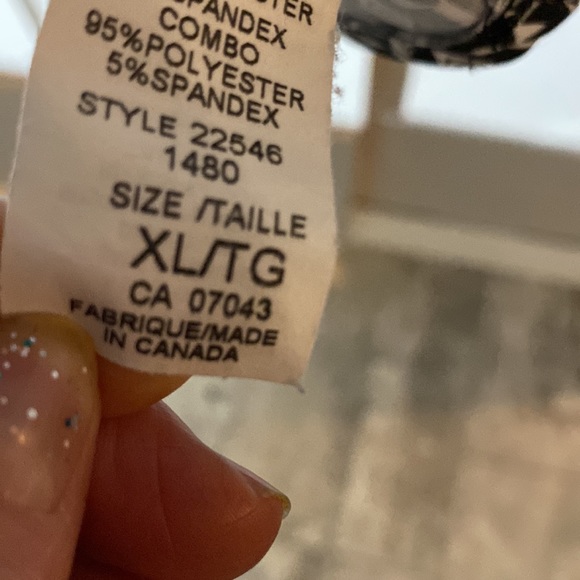 SPANDEX
COMBO
95%POLYESTER
5%SPANDEX
STYLE 22546
1480
SIZE /TAILLE
XL/TG
CA 07043
FABRIQUE/MADE
IN CANADA